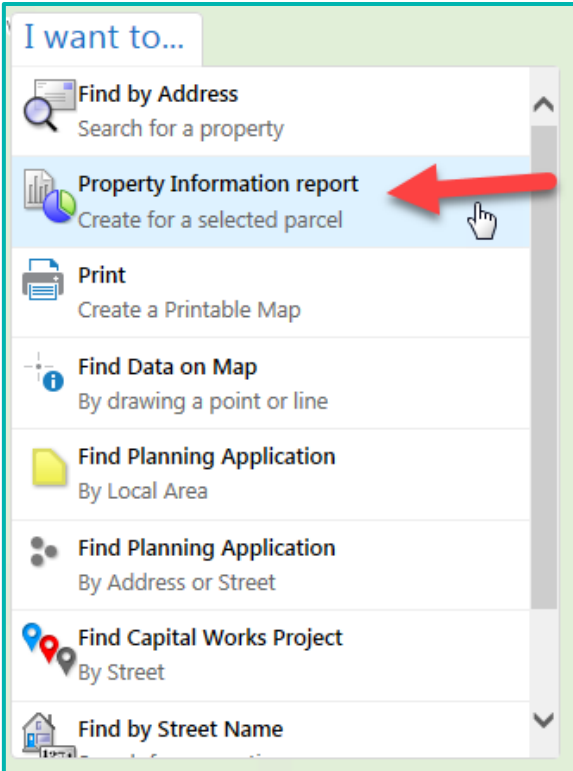 I want to...
Find by Address
Search for a property
Property Information report
Create for a selected parcel
Print
Create a Printable Map
Find Data on Map
By drawing a point or line
Find Planning Application
By Local Area
Find Planning Application
By Address or Street
Find Capital Works Project
By Street
Find by Street Name